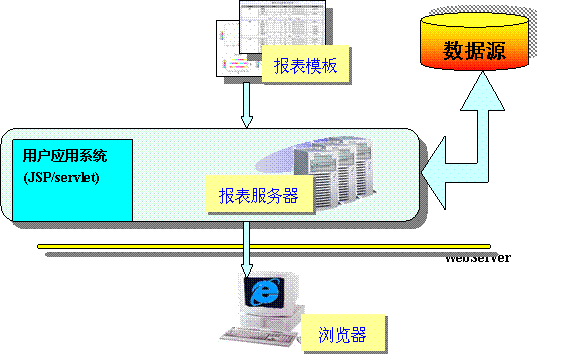 报表模板
数据源
用户应用系统
(JSP/servlet)
报表服务器
WebServer
浏览器